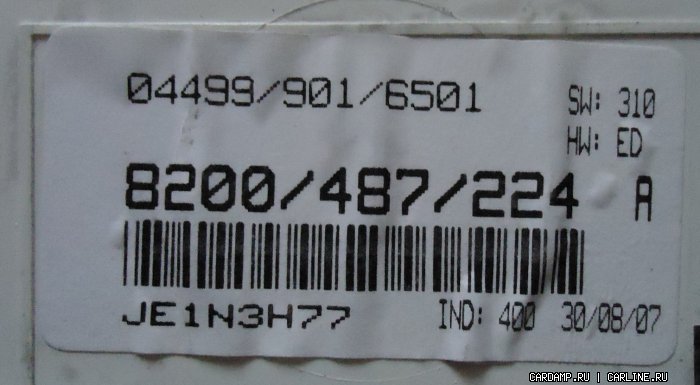 04499/901/6501
SW: 310
HW: ED
8200/487/224 A
JE1N3H77 IND: 400 30/08/07
CARDAMP.RU | CARLINE.RU